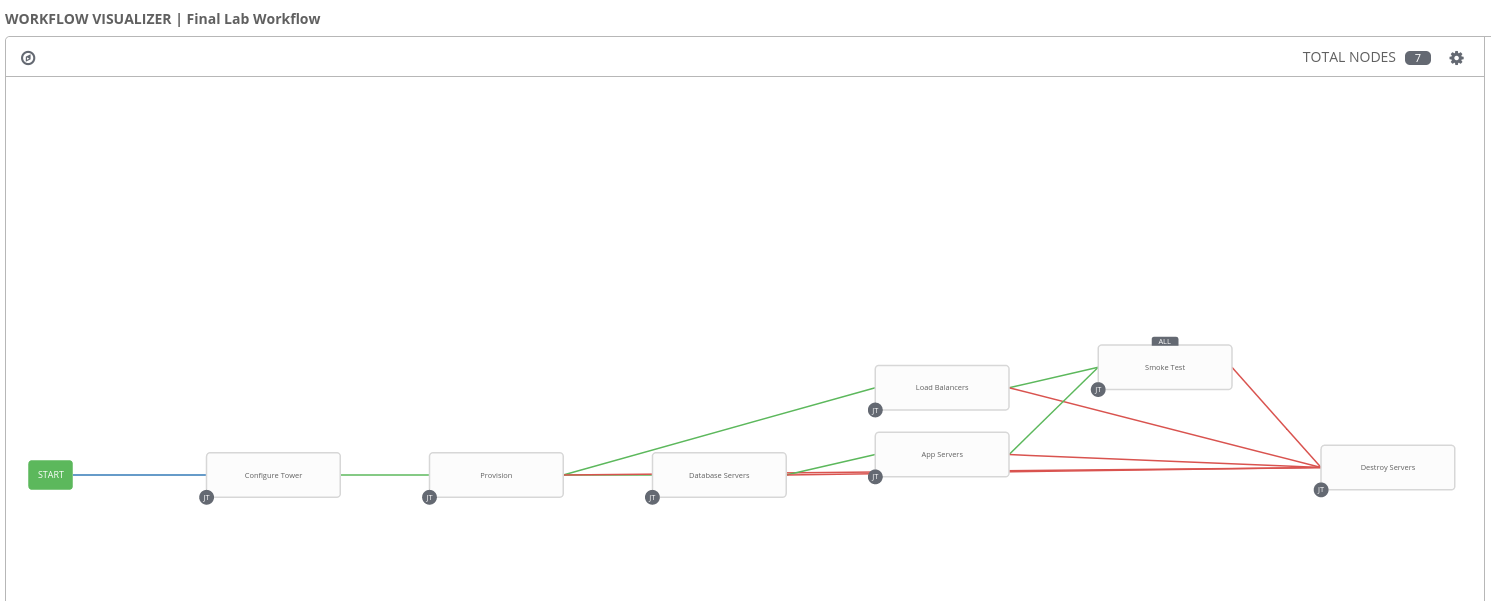 WORKFLOW VISUALIZER | Final Lab Workflow
TOTAL NODES 7
ALL
Smoke Test
JT
Load Balancers
JT
App Servers
JT
START
Configure Tower
JT
Provision
JT
Database Servers
JT
Destroy Servers
JT